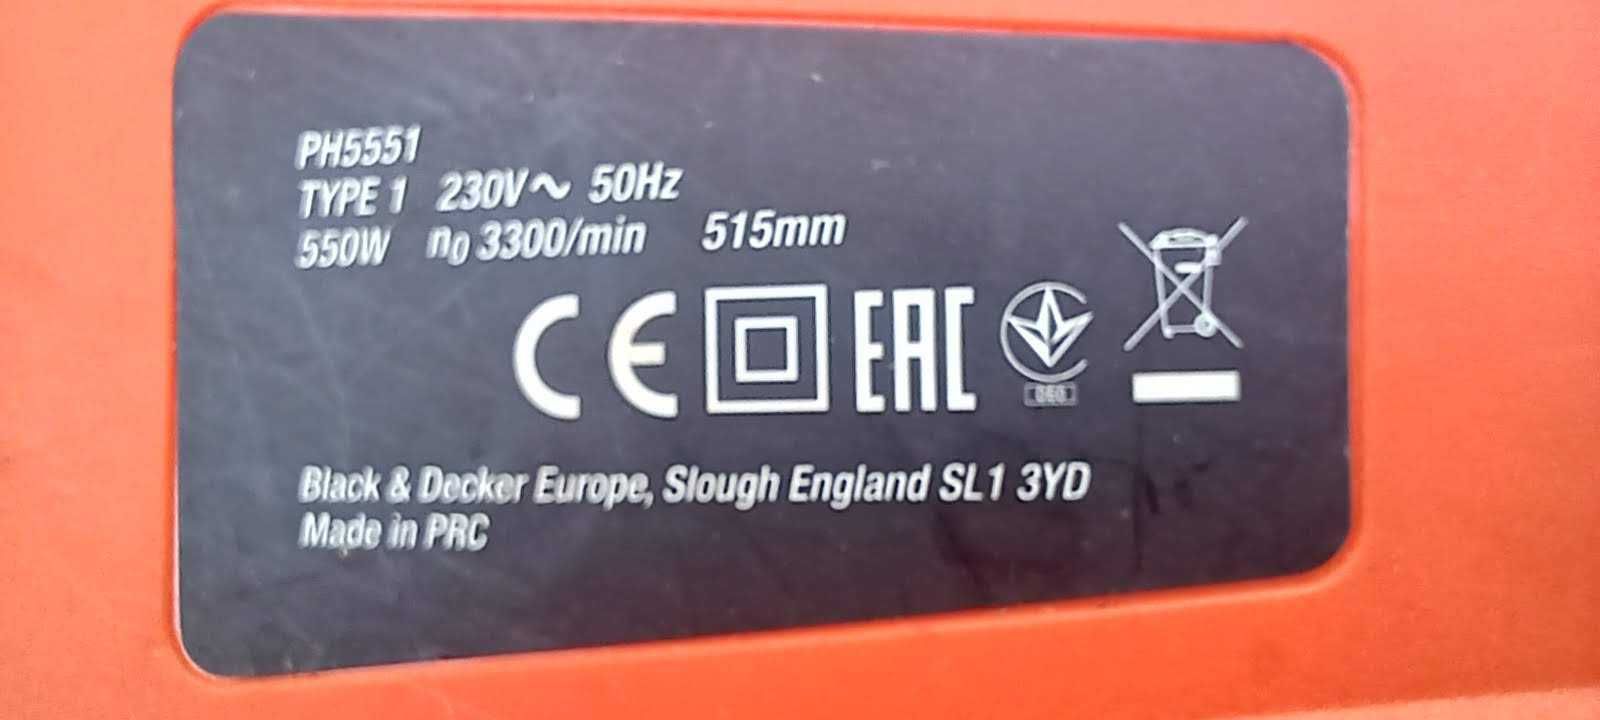 PH5551
TYPE 1 230V~ 50Hz
550W n0 3300/min 515mm
CE EAC
Black & Decker Europe, Slough England SL1 3YD
Made in PRC